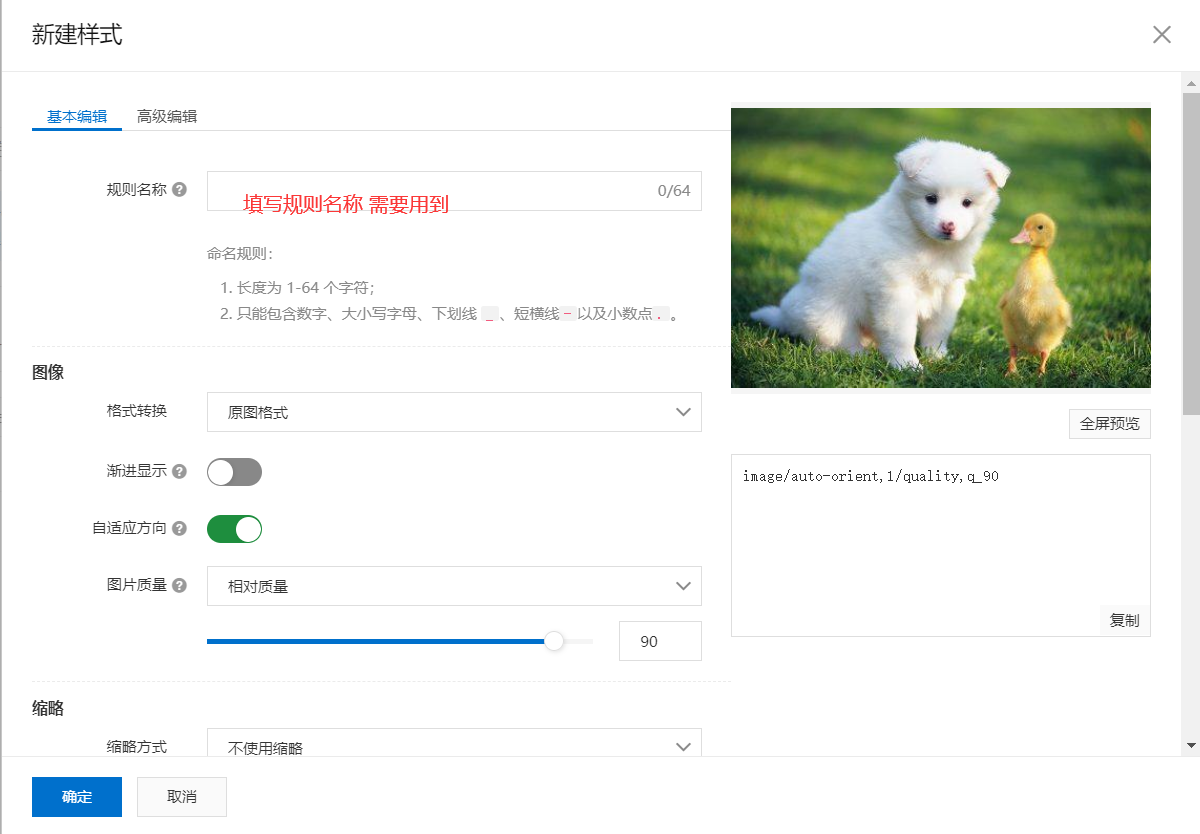 新建样式
基本编辑 高级编辑
规则名称 ?
0/64
填写规则名称 需要用到
命名规则：
1. 长度为 1-64 个字符；
2. 只能包含数字、大小写字母、下划线 _ 、短横线 - 以及小数点 . 。
图像
格式转换 原图格式
渐进显示 ?
自适应方向 ?
图片质量 ? 相对质量
90
缩略
缩略方式 不使用缩略
全屏预览
image/auto-orient,1/quality,q_90
复制
确定 取消